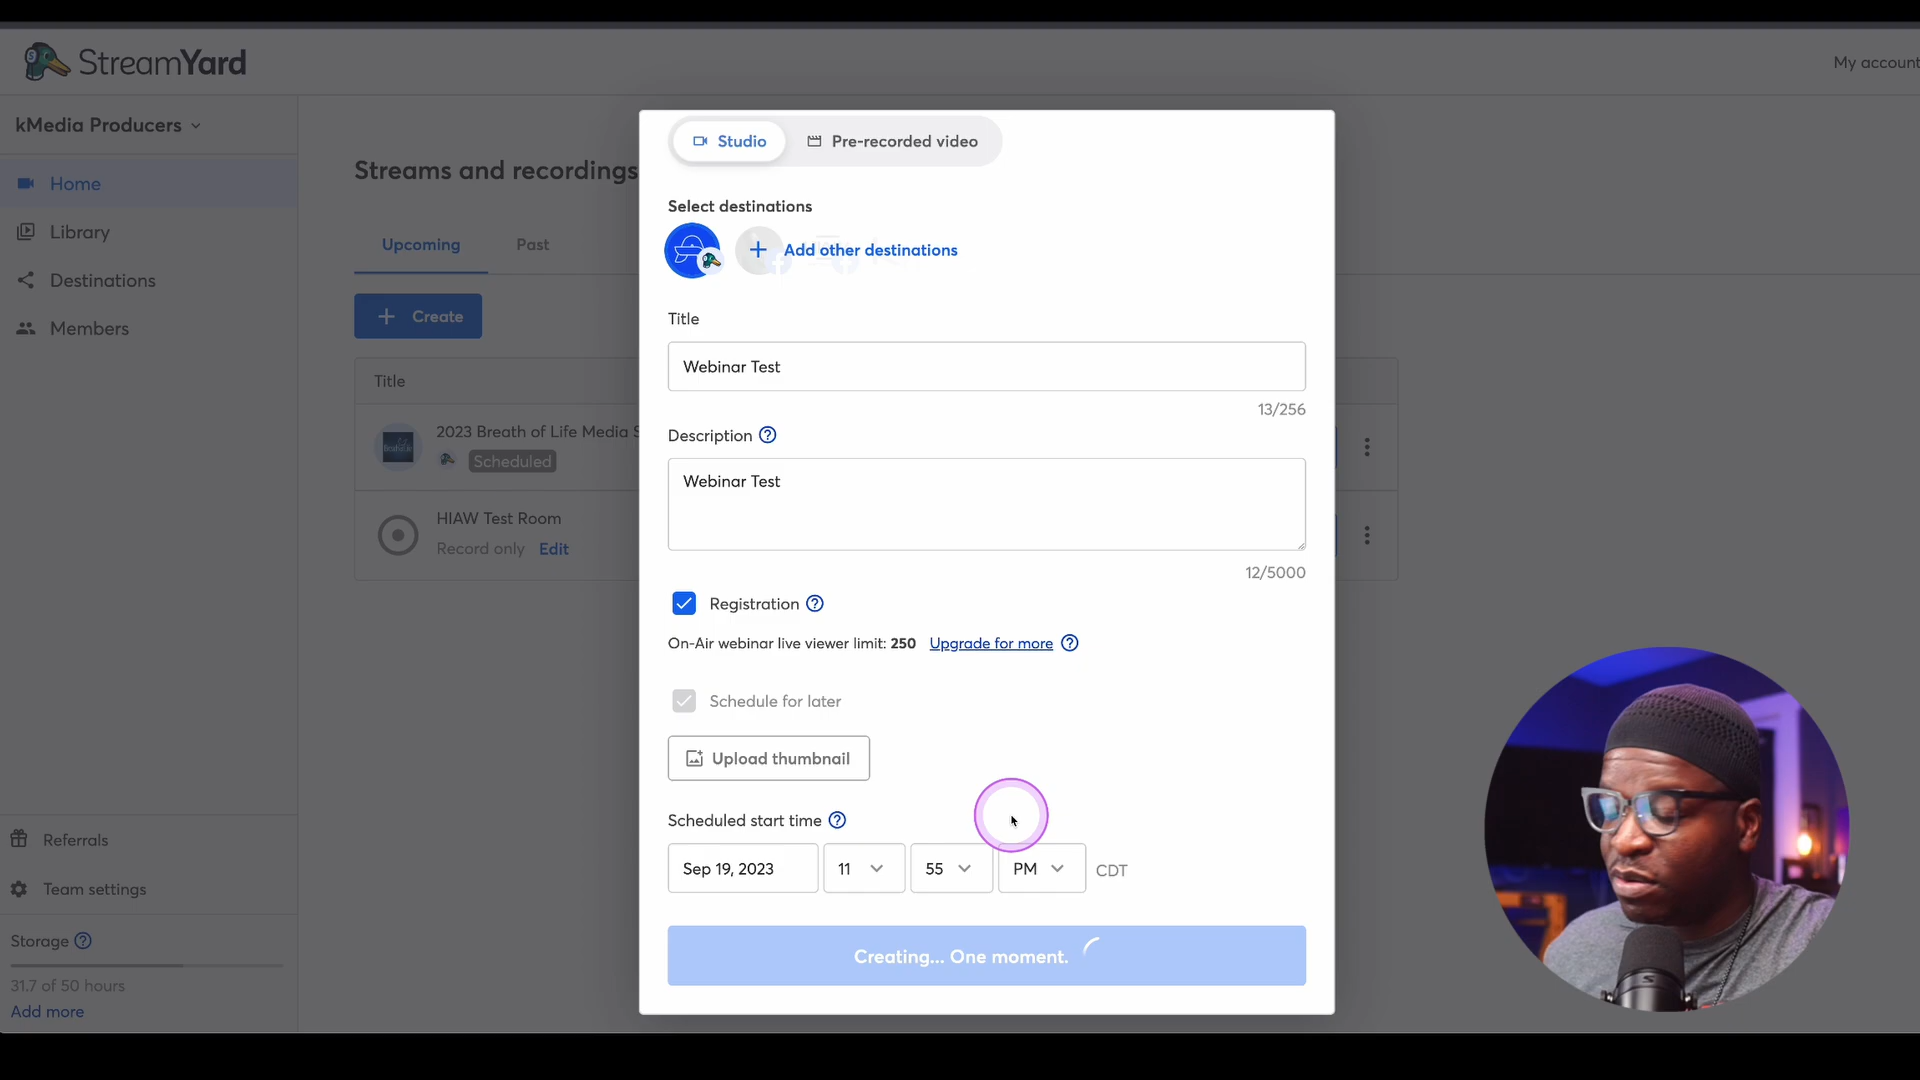 StreamYard
My account
kMedia Producers
Home
Library
Destinations
Members
Referrals
Team settings
Storage
31.7 of 50 hours
Add more
Streams and recordings
Upcoming
Past
Create
Title
2023 Breath of Life Media S
Scheduled
HIAW Test Room
Record only Edit
Studio
Pre-recorded video
Select destinations
Add other destinations
Title
Webinar Test
13/256
Description
Webinar Test
12/5000
Registration
On-Air webinar live viewer limit: 250 Upgrade for more
Schedule for later
Upload thumbnail
Scheduled start time
Sep 19, 2023 11 55 PM CDT
Creating... One moment.